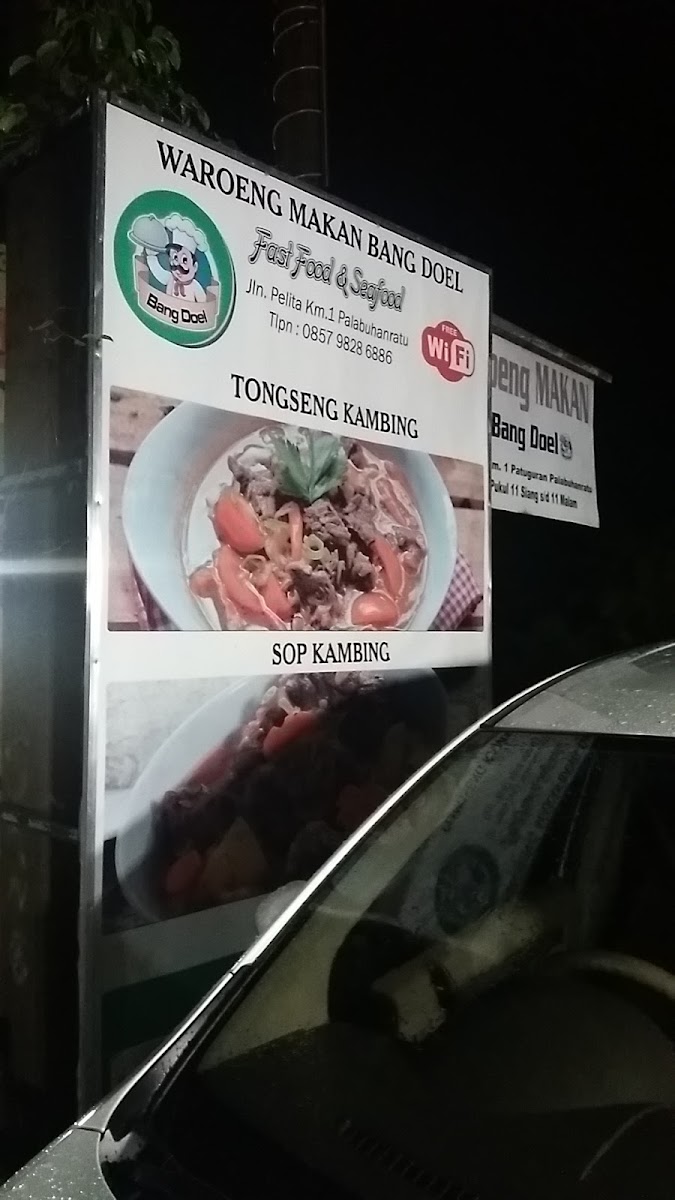 WAROENG MAKAN BANG DOEL
Fast Food & Seafood
Jln. Pelita Km.1 Palabuhanratu
Tlpn : 0857 9828 6886
Bang Doel
FREE
WiFi
TONGSENG KAMBING
SOP KAMBING
MAKAN
Bang Doel
m. 1 Patuguran Palabuhanratu
Pukul 11 Siang s/d 11 Malam